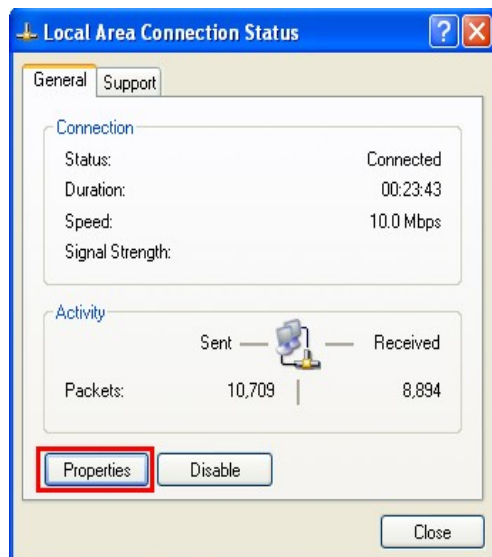 Local Area Connection Status
General Support
Connection
Status: Connected
Duration: 00:23:43
Speed: 10.0 Mbps
Signal Strength:
Activity
Sent Received
Packets: 10,709 8,894
Properties Disable
Close